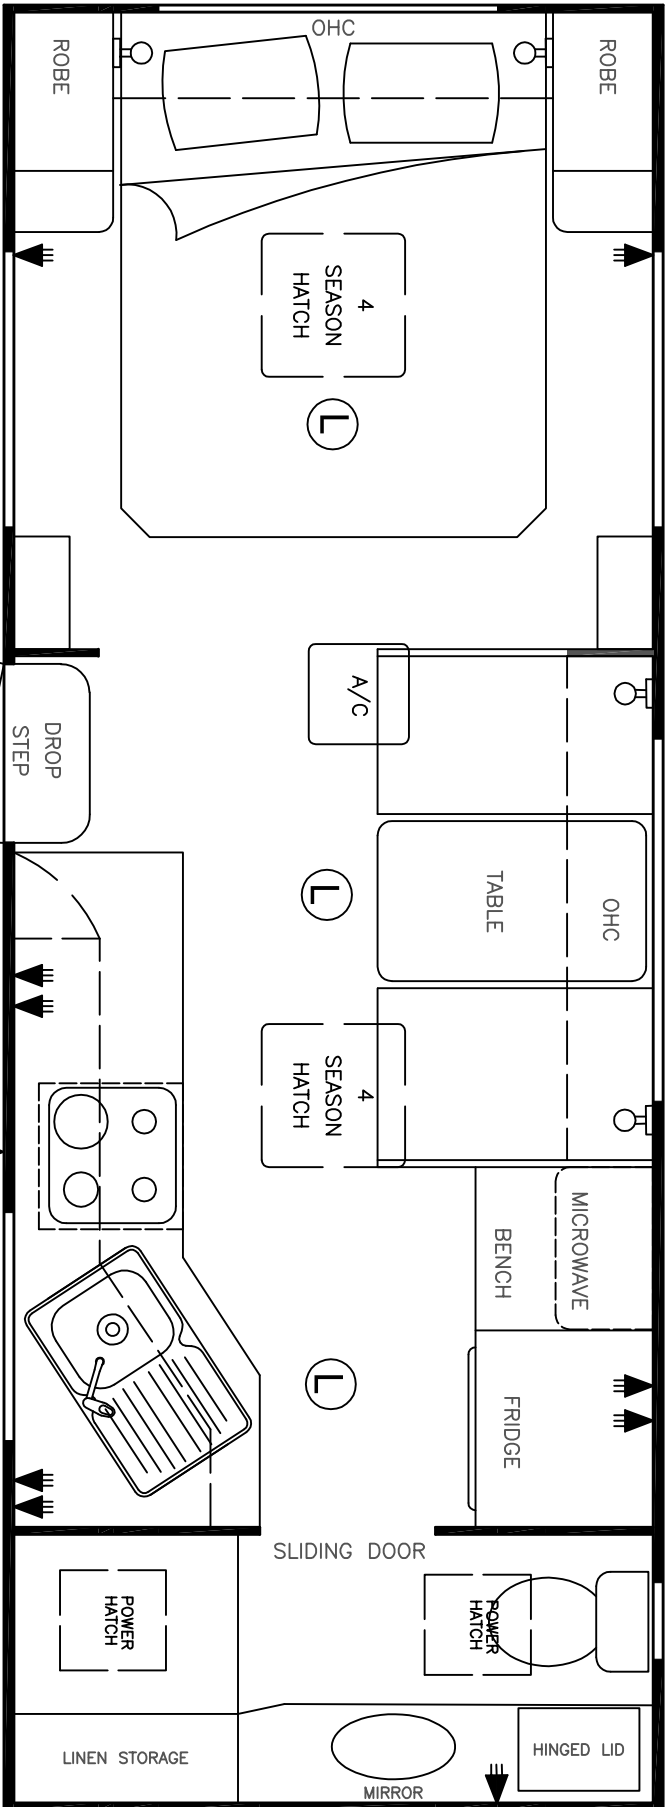 OHC
ROBE
ROBE
4
SEASON
HATCH
L
A/C
DROP
STEP
OHC
TABLE
L
4
SEASON
HATCH
MICROWAVE
BENCH
L
FRIDGE
SLIDING DOOR
POWER
HATCH
POWER
HATCH
LINEN STORAGE
MIRROR
HINGED LID